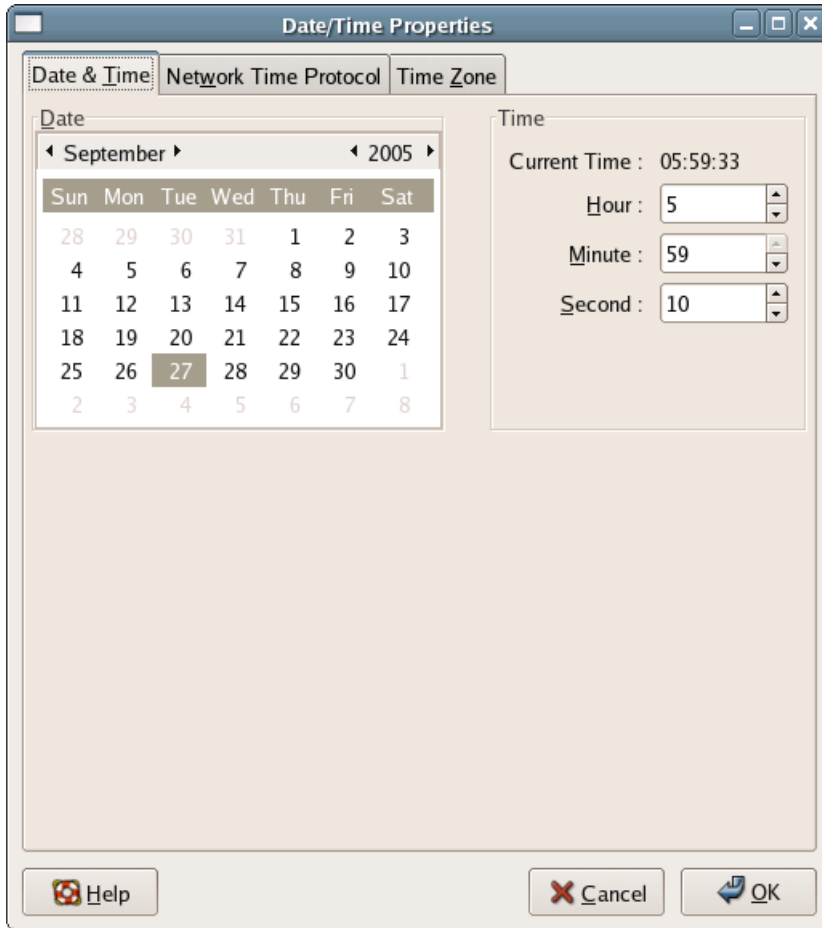 Date/Time Properties
Date & Time Network Time Protocol Time Zone
Date
September 2005
Sun Mon Tue Wed Thu Fri Sat
28 29 30 31 1 2 3
4 5 6 7 8 9 10
11 12 13 14 15 16 17
18 19 20 21 22 23 24
25 26 27 28 29 30 1
2 3 4 5 6 7 8
Time
Current Time : 05:59:33
Hour : 5
Minute : 59
Second : 10
Help Cancel OK